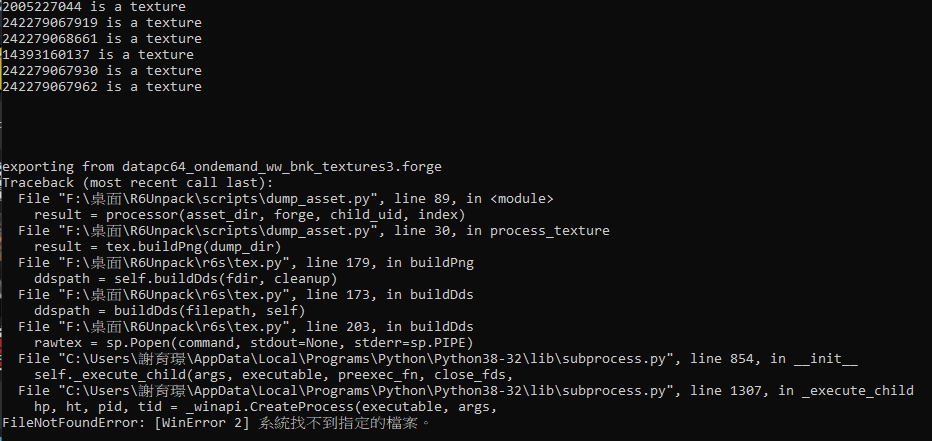 2005227044 is a texture
242279067919 is a texture
242279068661 is a texture
14393160137 is a texture
242279067930 is a texture
242279067962 is a texture
exporting from datapc64_ondemand_ww_bnk_textures3.forge
Traceback (most recent call last):
  File "F:\桌面\R6Unpack\scripts\dump_asset.py", line 89, in <module>
    result = processor(asset_dir, forge, child_uid, index)
  File "F:\桌面\R6Unpack\scripts\dump_asset.py", line 30, in process_texture
    result = tex.buildPng(dump_dir)
  File "F:\桌面\R6Unpack\r6s\tex.py", line 179, in buildPng
    ddspath = self.buildDds(fdir, cleanup)
  File "F:\桌面\R6Unpack\r6s\tex.py", line 173, in buildDds
    ddspath = buildDds(filepath, self)
  File "F:\桌面\R6Unpack\r6s\tex.py", line 203, in buildDds
    rawtex = sp.Popen(command, stdout=None, stderr=sp.PIPE)
  File "C:\Users\謝育璟\AppData\Local\Programs\Python\Python38-32\lib\subprocess.py", line 854, in __init__
    self._execute_child(args, executable, preexec_fn, close_fds,
  File "C:\Users\謝育璟\AppData\Local\Programs\Python\Python38-32\lib\subprocess.py", line 1307, in _execute_child
    hp, ht, pid, tid = _winapi.CreateProcess(executable, args,
FileNotFoundError: [WinError 2] 系統找不到指定的檔案。